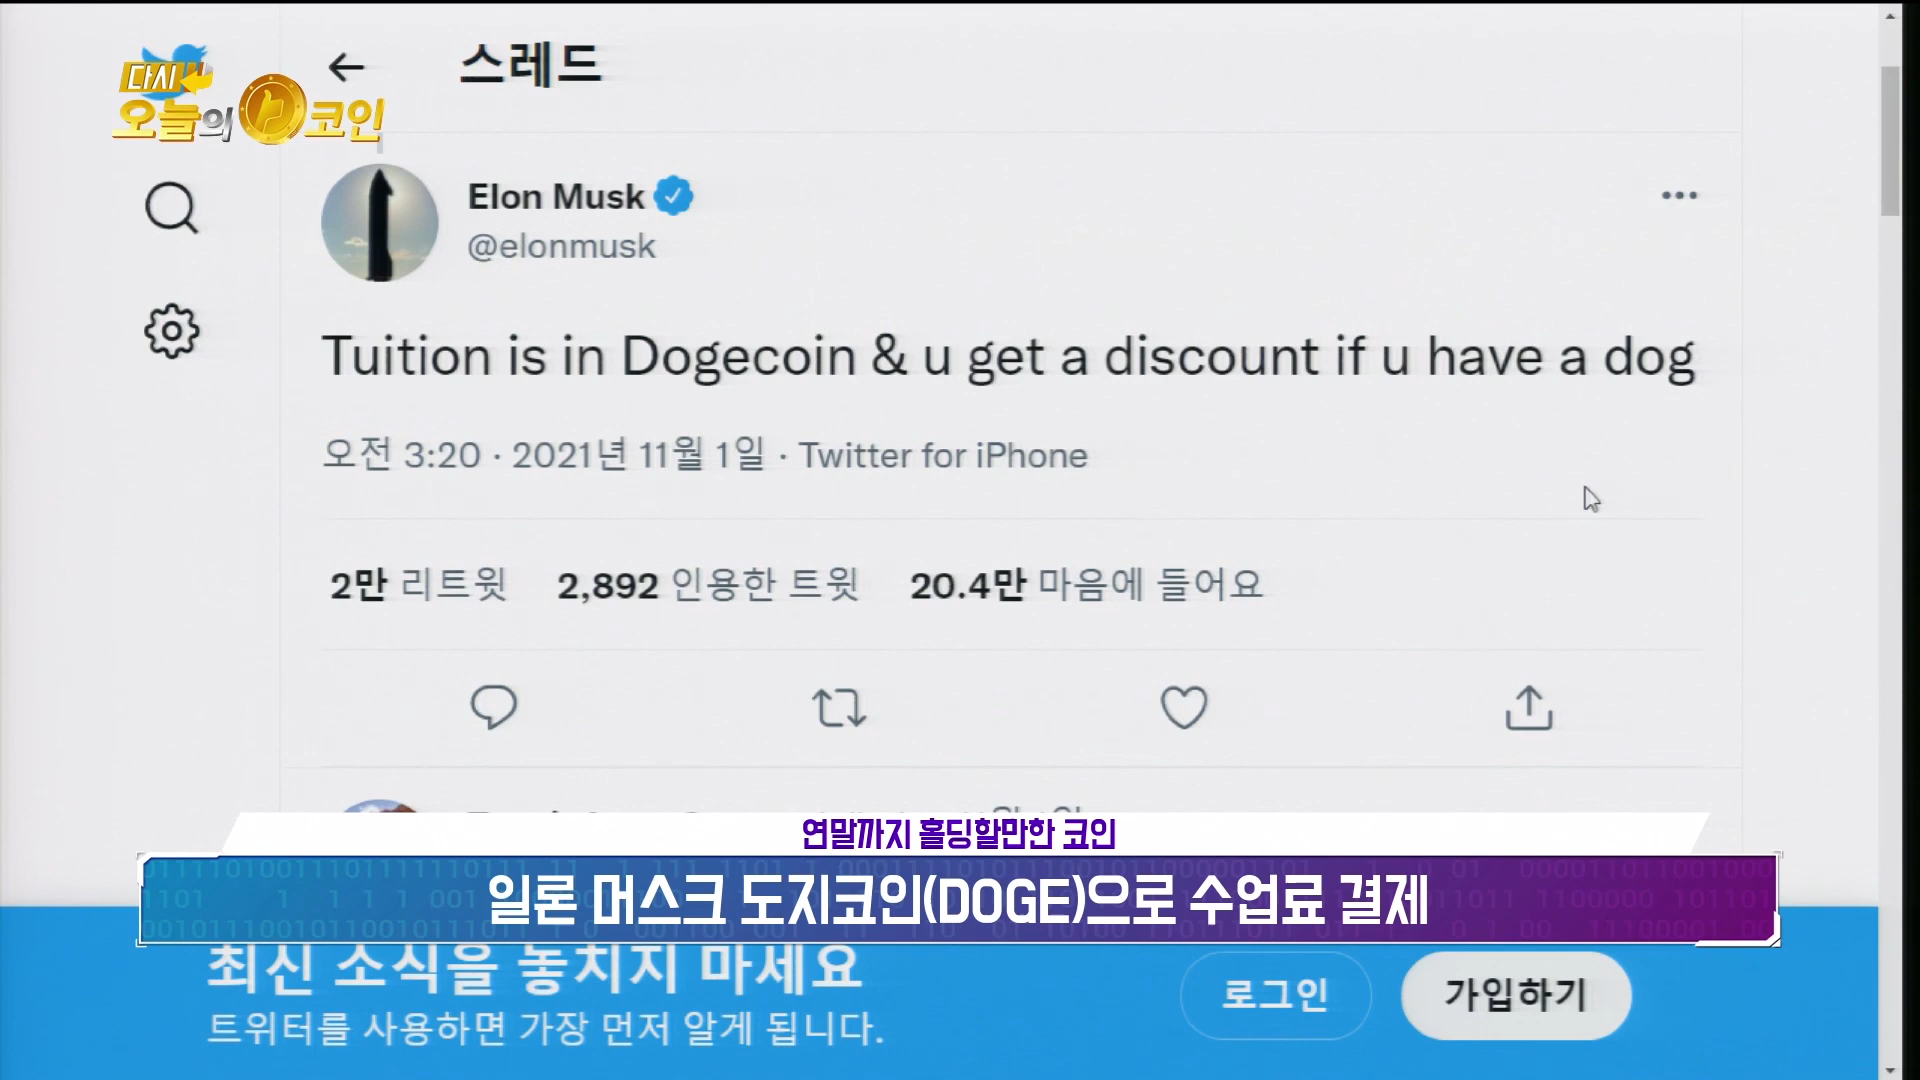 다시
오늘의 코인
스레드
Elon Musk
@elonmusk
Tuition is in Dogecoin & u get a discount if u have a dog
오전 3:20 · 2021년 11월 1일 · Twitter for iPhone
2만 리트윗 2,892 인용한 트윗 20.4만 마음에 들어요
연말까지 홀딩할만한 코인
일론 머스크 도지코인(DOGE)으로 수업료 결제
최신 소식을 놓치지 마세요
트위터를 사용하면 가장 먼저 알게 됩니다.
로그인
가입하기